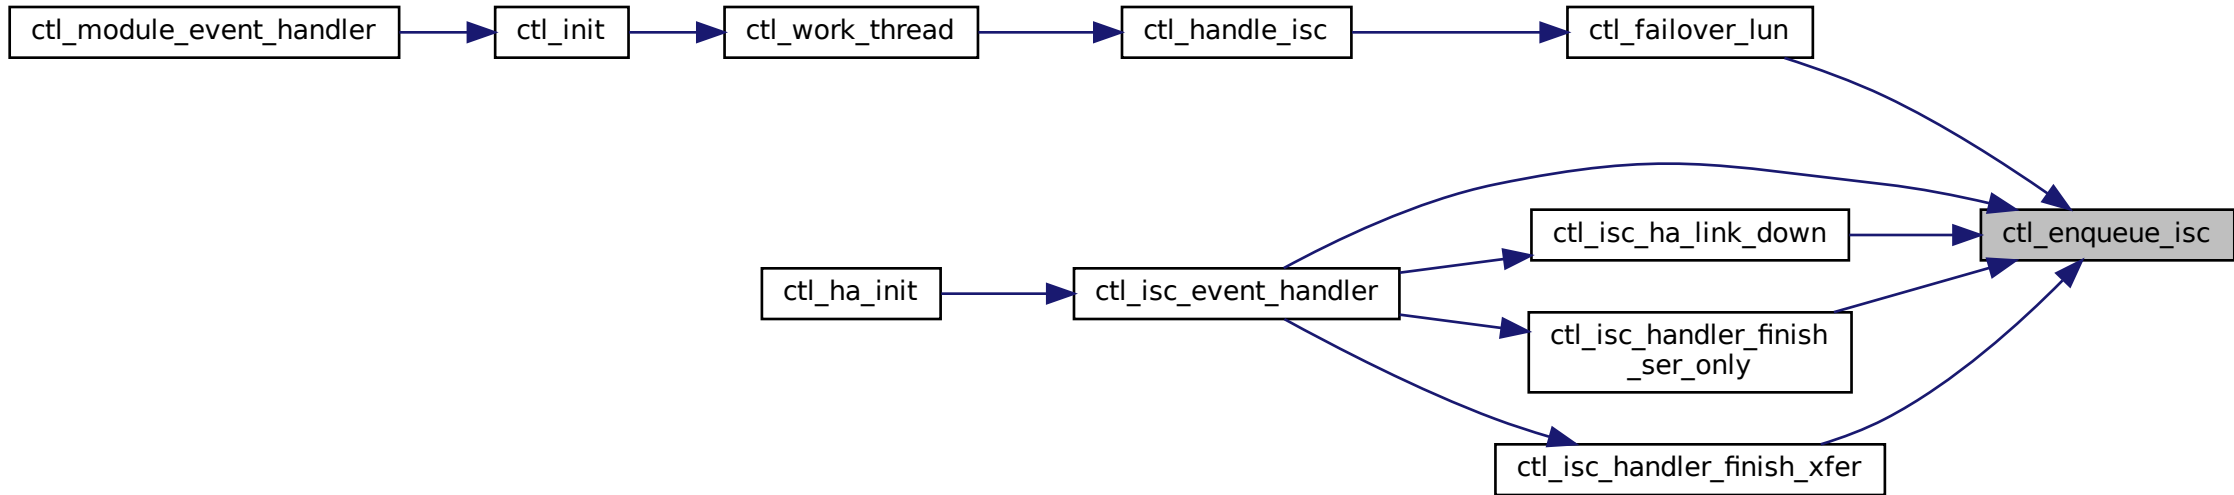 ctl_module_event_handler
ctl_init
ctl_work_thread
ctl_handle_isc
ctl_failover_lun
ctl_isc_ha_link_down
ctl_enqueue_isc
ctl_ha_init
ctl_isc_event_handler
ctl_isc_handler_finish
_ser_only
ctl_isc_handler_finish_xfer